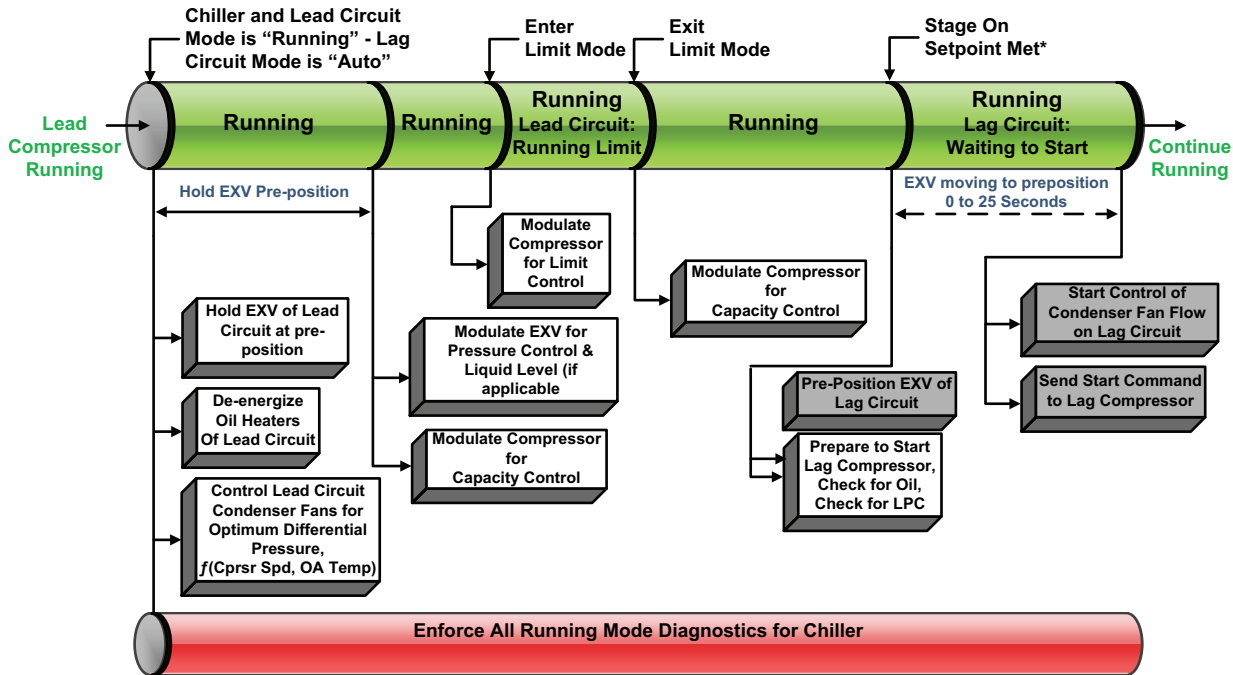 Chiller and Lead Circuit
Mode is “Running” - Lag
Circuit Mode is “Auto”
Enter
Limit Mode
Exit
Limit Mode
Stage On
Setpoint Met*
Lead
Compressor
Running
Running
Running
Running
Lead Circuit:
Running Limit
Running
Running
Lag Circuit:
Waiting to Start
Continue
Running
Hold EXV Pre-position
EXV moving to preposition
0 to 25 Seconds
Modulate
Compressor
for Limit
Control
Modulate Compressor
for
Capacity Control
Hold EXV of Lead
Circuit at pre-
position
Modulate EXV for
Pressure Control &
Liquid Level (if
applicable
Start Control of
Condenser Fan Flow
on Lag Circuit
Pre-Position EXV of
Lag Circuit
Send Start Command
to Lag Compressor
De-energize
Oil Heaters
Of Lead Circuit
Modulate Compressor
for
Capacity Control
Prepare to Start
Lag Compressor,
Check for Oil,
Check for LPC
Control Lead Circuit
Condenser Fans for
Optimum Differential
Pressure,
ƒ(Cprsr Spd, OA Temp)
Enforce All Running Mode Diagnostics for Chiller